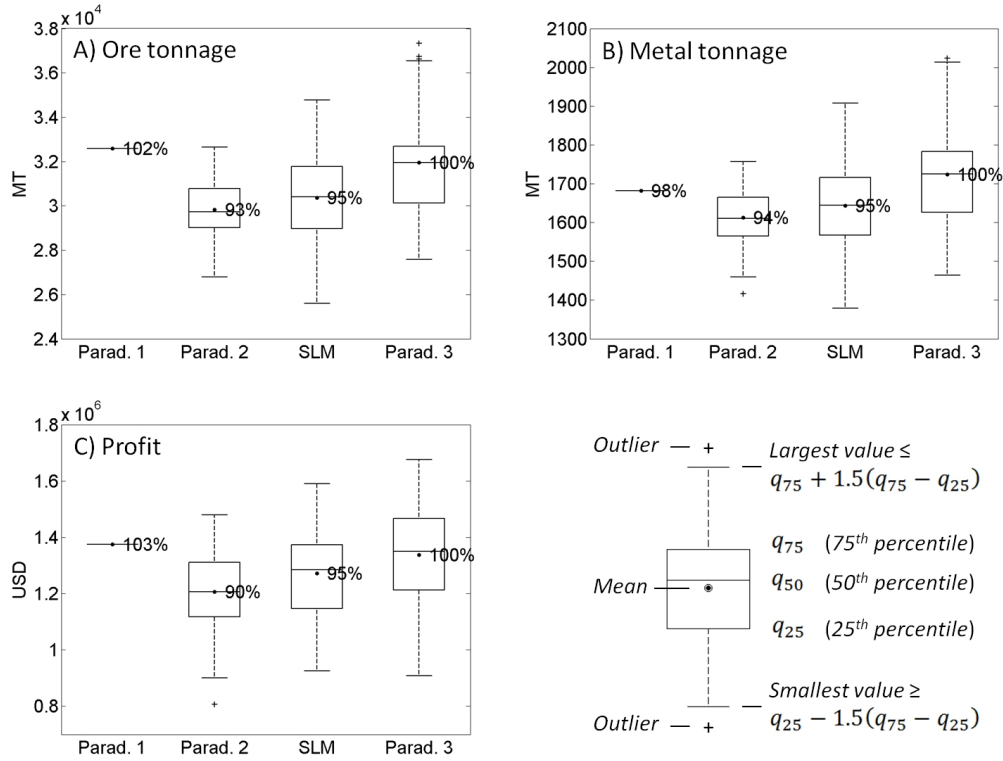 x 10⁴
A) Ore tonnage
3.8
3.6
3.4
3.2
3
2.8
2.6
2.4
MT
102%
93%
95%
100%
Parad. 1 Parad. 2 SLM Parad. 3
B) Metal tonnage
2100
2000
1900
1800
1700
1600
1500
1400
1300
MT
98%
94%
95%
100%
Parad. 1 Parad. 2 SLM Parad. 3
x 10⁶
C) Profit
1.8
1.6
1.4
1.2
1
0.8
USD
103%
90%
95%
100%
Parad. 1 Parad. 2 SLM Parad. 3
Outlier
Largest value ≤
q₇₅ + 1.5(q₇₅ − q₂₅)
q₇₅ (75th percentile)
Mean
q₅₀ (50th percentile)
q₂₅ (25th percentile)
Smallest value ≥
q₂₅ − 1.5(q₇₅ − q₂₅)
Outlier